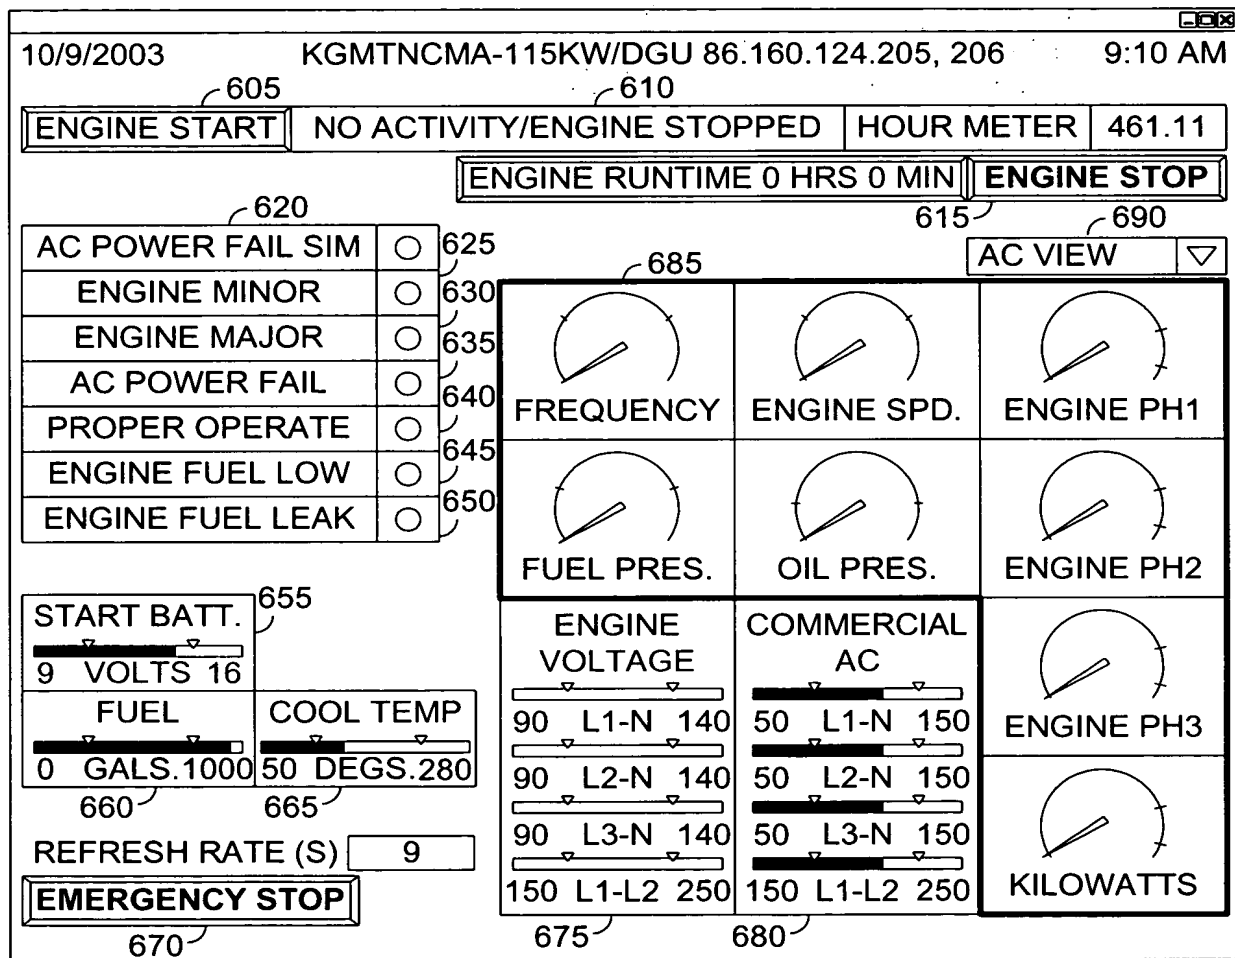 10/9/2003 KGMTNCMA-115KW/DGU 86.160.124.205, 206 9:10 AM
605 610
ENGINE START NO ACTIVITY/ENGINE STOPPED HOUR METER 461.11
ENGINE RUNTIME 0 HRS 0 MIN ENGINE STOP
620 615 690
AC POWER FAIL SIM 625 AC VIEW
685
ENGINE MINOR 630
ENGINE MAJOR 635
AC POWER FAIL 640
PROPER OPERATE 645
ENGINE FUEL LOW 650
ENGINE FUEL LEAK
FREQUENCY ENGINE SPD. ENGINE PH1
FUEL PRES. OIL PRES. ENGINE PH2
START BATT. 655
9 VOLTS 16
FUEL COOL TEMP
0 GALS. 1000 50 DEGS. 280
660 665
REFRESH RATE (S) 9
EMERGENCY STOP
670
ENGINE
VOLTAGE
90 L1-N 140
90 L2-N 140
90 L3-N 140
150 L1-L2 250
675
COMMERCIAL
AC
50 L1-N 150
50 L2-N 150
50 L3-N 150
150 L1-L2 250
680
ENGINE PH3
KILOWATTS